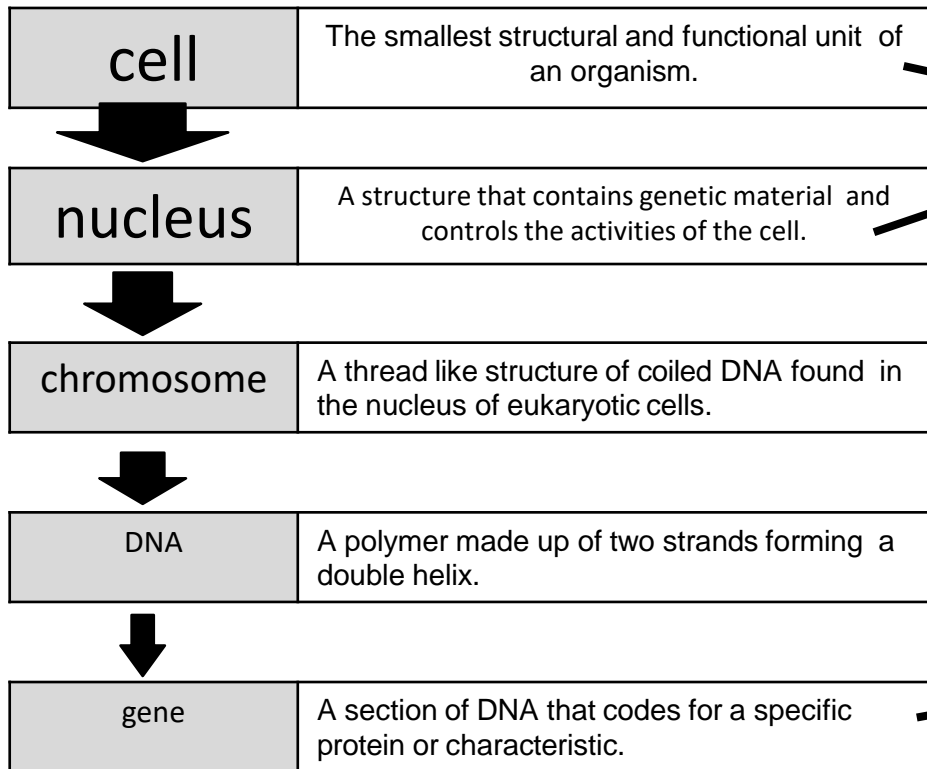 cell
The smallest structural and functional unit of
an organism.
nucleus
A structure that contains genetic material and
controls the activities of the cell.
chromosome
A thread like structure of coiled DNA found in
the nucleus of eukaryotic cells.
DNA
A polymer made up of two strands forming a
double helix.
gene
A section of DNA that codes for a specific
protein or characteristic.